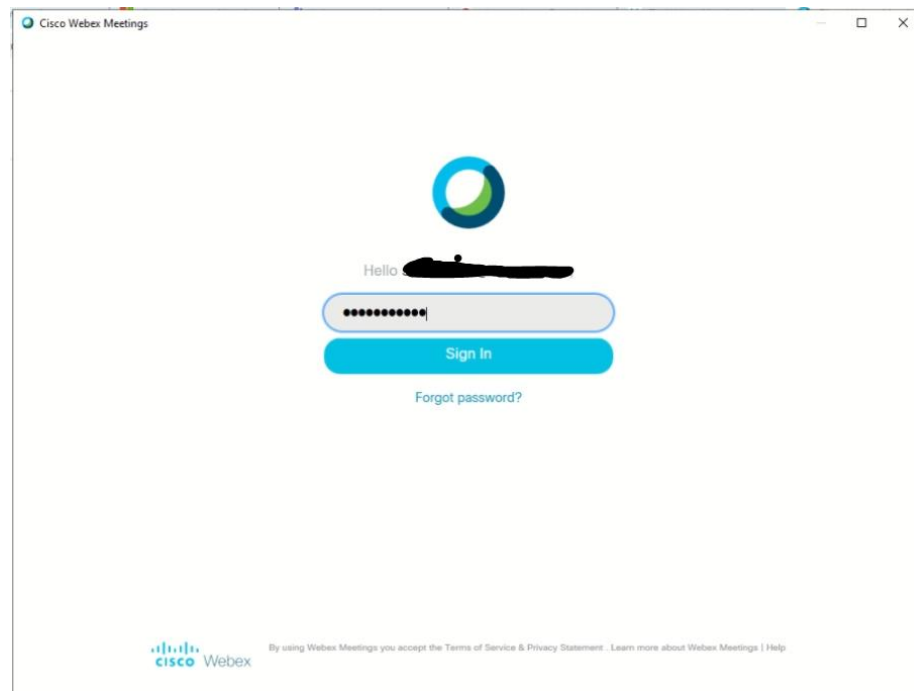 Cisco Webex Meetings
Hello
•••••••••••
Sign In
Forgot password?
CISCO Webex
By using Webex Meetings you accept the Terms of Service & Privacy Statement . Learn more about Webex Meetings | Help